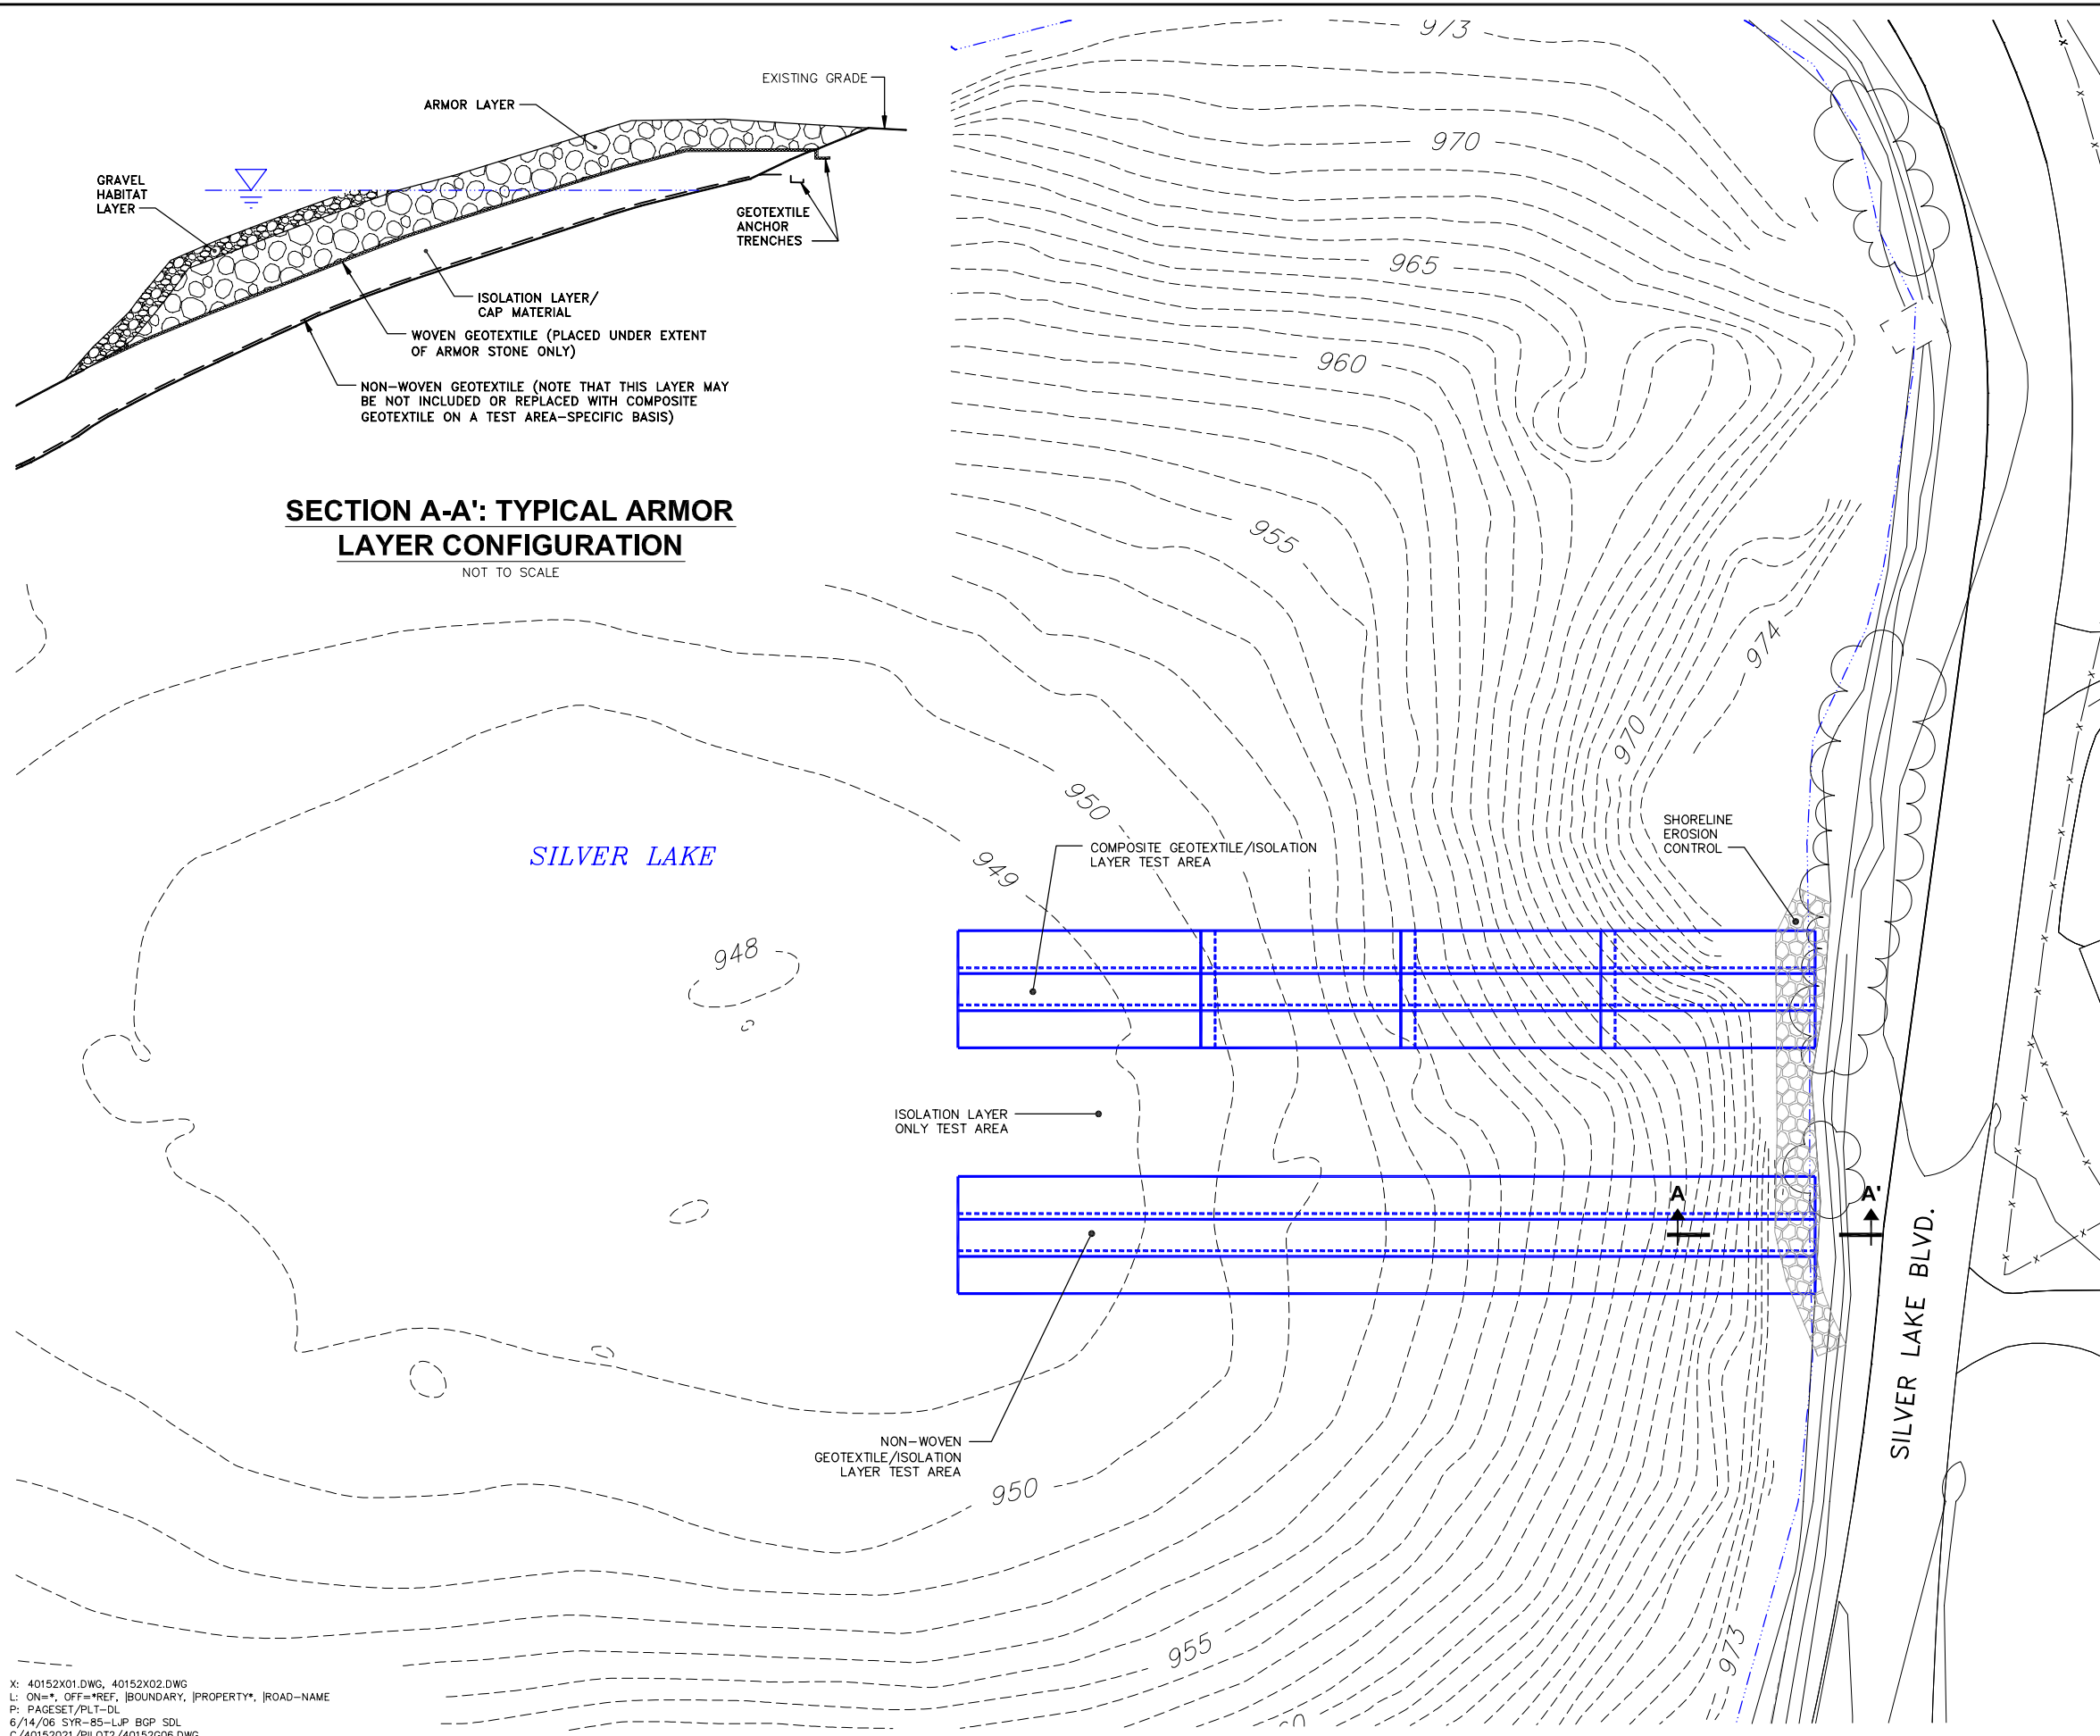 EXISTING GRADE
ARMOR LAYER
GRAVEL
HABITAT
LAYER
GEOTEXTILE
ANCHOR
TRENCHES
ISOLATION LAYER/
CAP MATERIAL
WOVEN GEOTEXTILE (PLACED UNDER EXTENT
OF ARMOR STONE ONLY)
NON-WOVEN GEOTEXTILE (NOTE THAT THIS LAYER MAY
BE NOT INCLUDED OR REPLACED WITH COMPOSITE
GEOTEXTILE ON A TEST AREA-SPECIFIC BASIS)
SECTION A-A': TYPICAL ARMOR
LAYER CONFIGURATION
NOT TO SCALE
973
970
965
960
955
974
970
950
949
948
SILVER LAKE
COMPOSITE GEOTEXTILE/ISOLATION
LAYER TEST AREA
SHORELINE
EROSION
CONTROL
ISOLATION LAYER
ONLY TEST AREA
A
A'
SILVER LAKE BLVD.
NON-WOVEN
GEOTEXTILE/ISOLATION
LAYER TEST AREA
950
955
973
X: 40152X01.DWG, 40152X02.DWG
L: ON=*, OFF=*REF, |BOUNDARY, |PROPERTY*, |ROAD-NAME
P: PAGESET/PLT-DL
6/14/06 SYR-85-LJP BGP SDL
C/40152021/PILOT2/40152G06.DWG